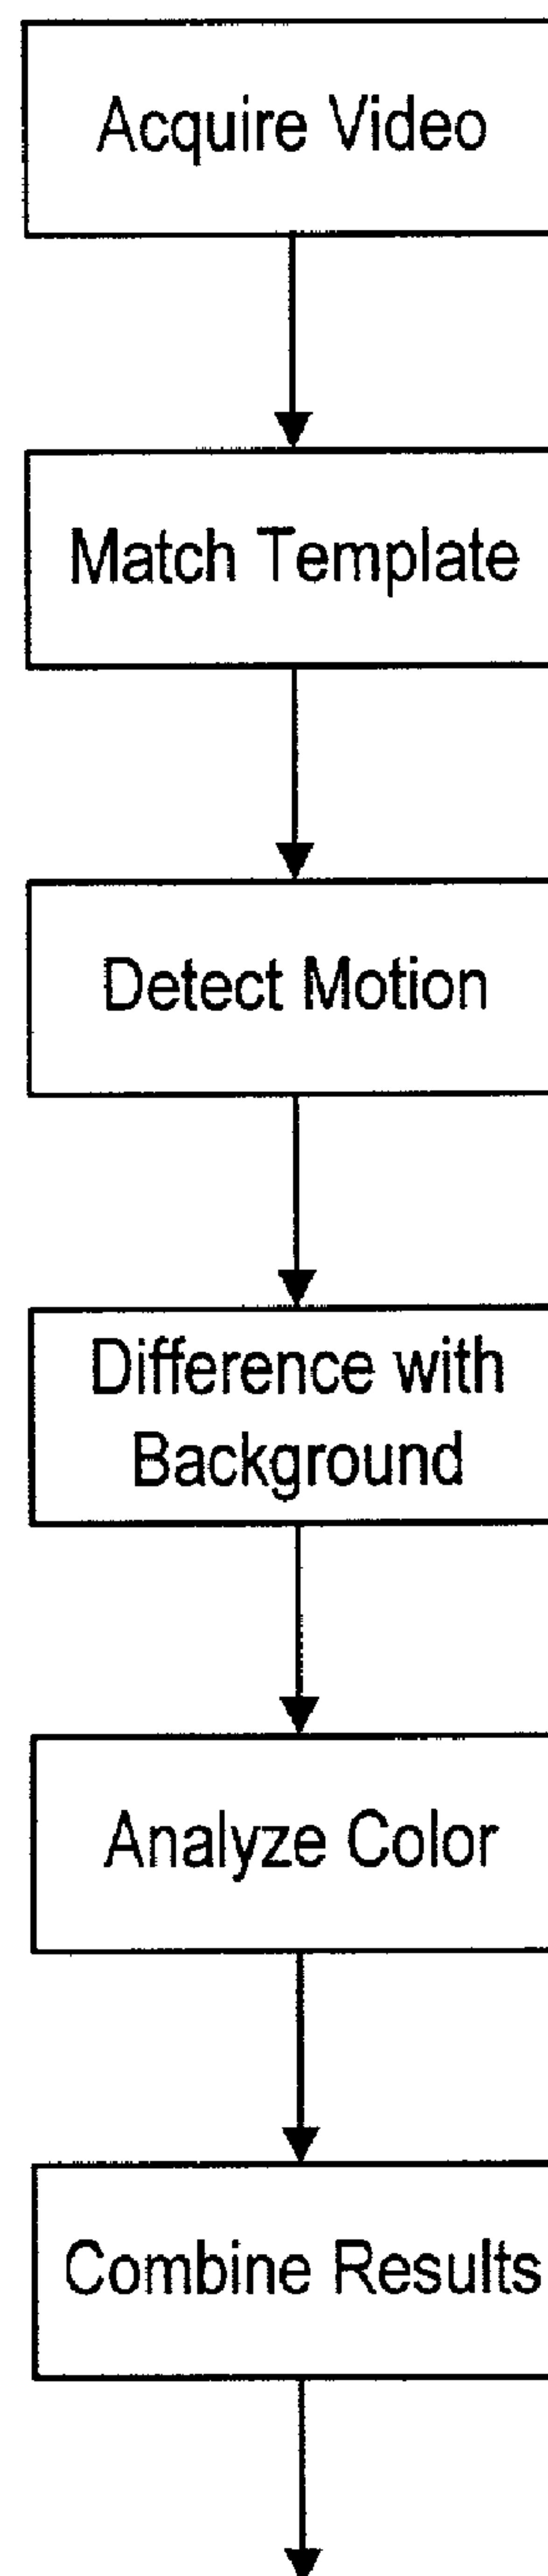 Acquire Video
Match Template
Detect Motion
Difference with
Background
Analyze Color
Combine Results